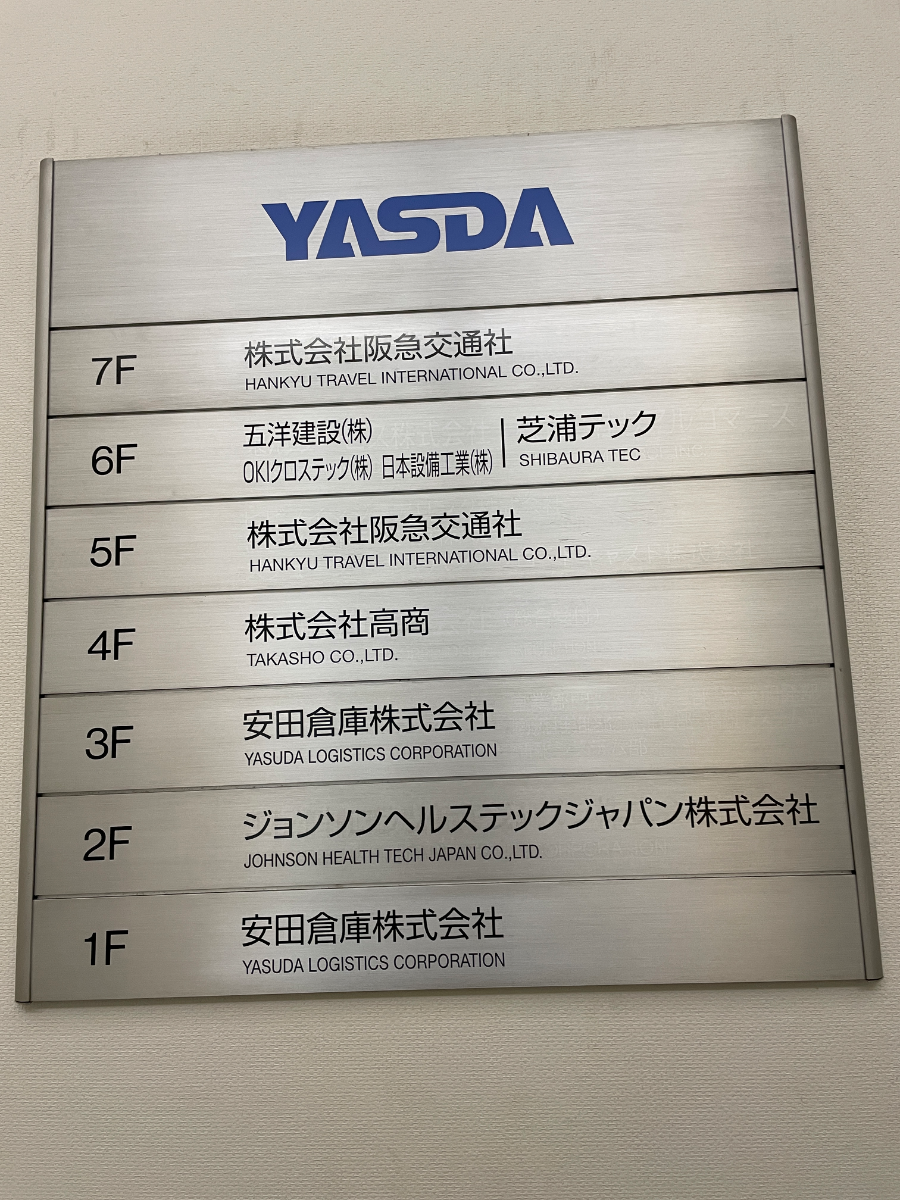 YASDA
7F
株式会社阪急交通社
HANKYU TRAVEL INTERNATIONAL CO.,LTD.
6F
五洋建設(株)
OKIクロステック(株) 日本設備工業(株)
芝浦テック
SHIBAURA TEC
5F
株式会社阪急交通社
HANKYU TRAVEL INTERNATIONAL CO.,LTD.
4F
株式会社高商
TAKASHO CO.,LTD.
3F
安田倉庫株式会社
YASUDA LOGISTICS CORPORATION
2F
ジョンソンヘルステックジャパン株式会社
JOHNSON HEALTH TECH JAPAN CO.,LTD.
1F
安田倉庫株式会社
YASUDA LOGISTICS CORPORATION